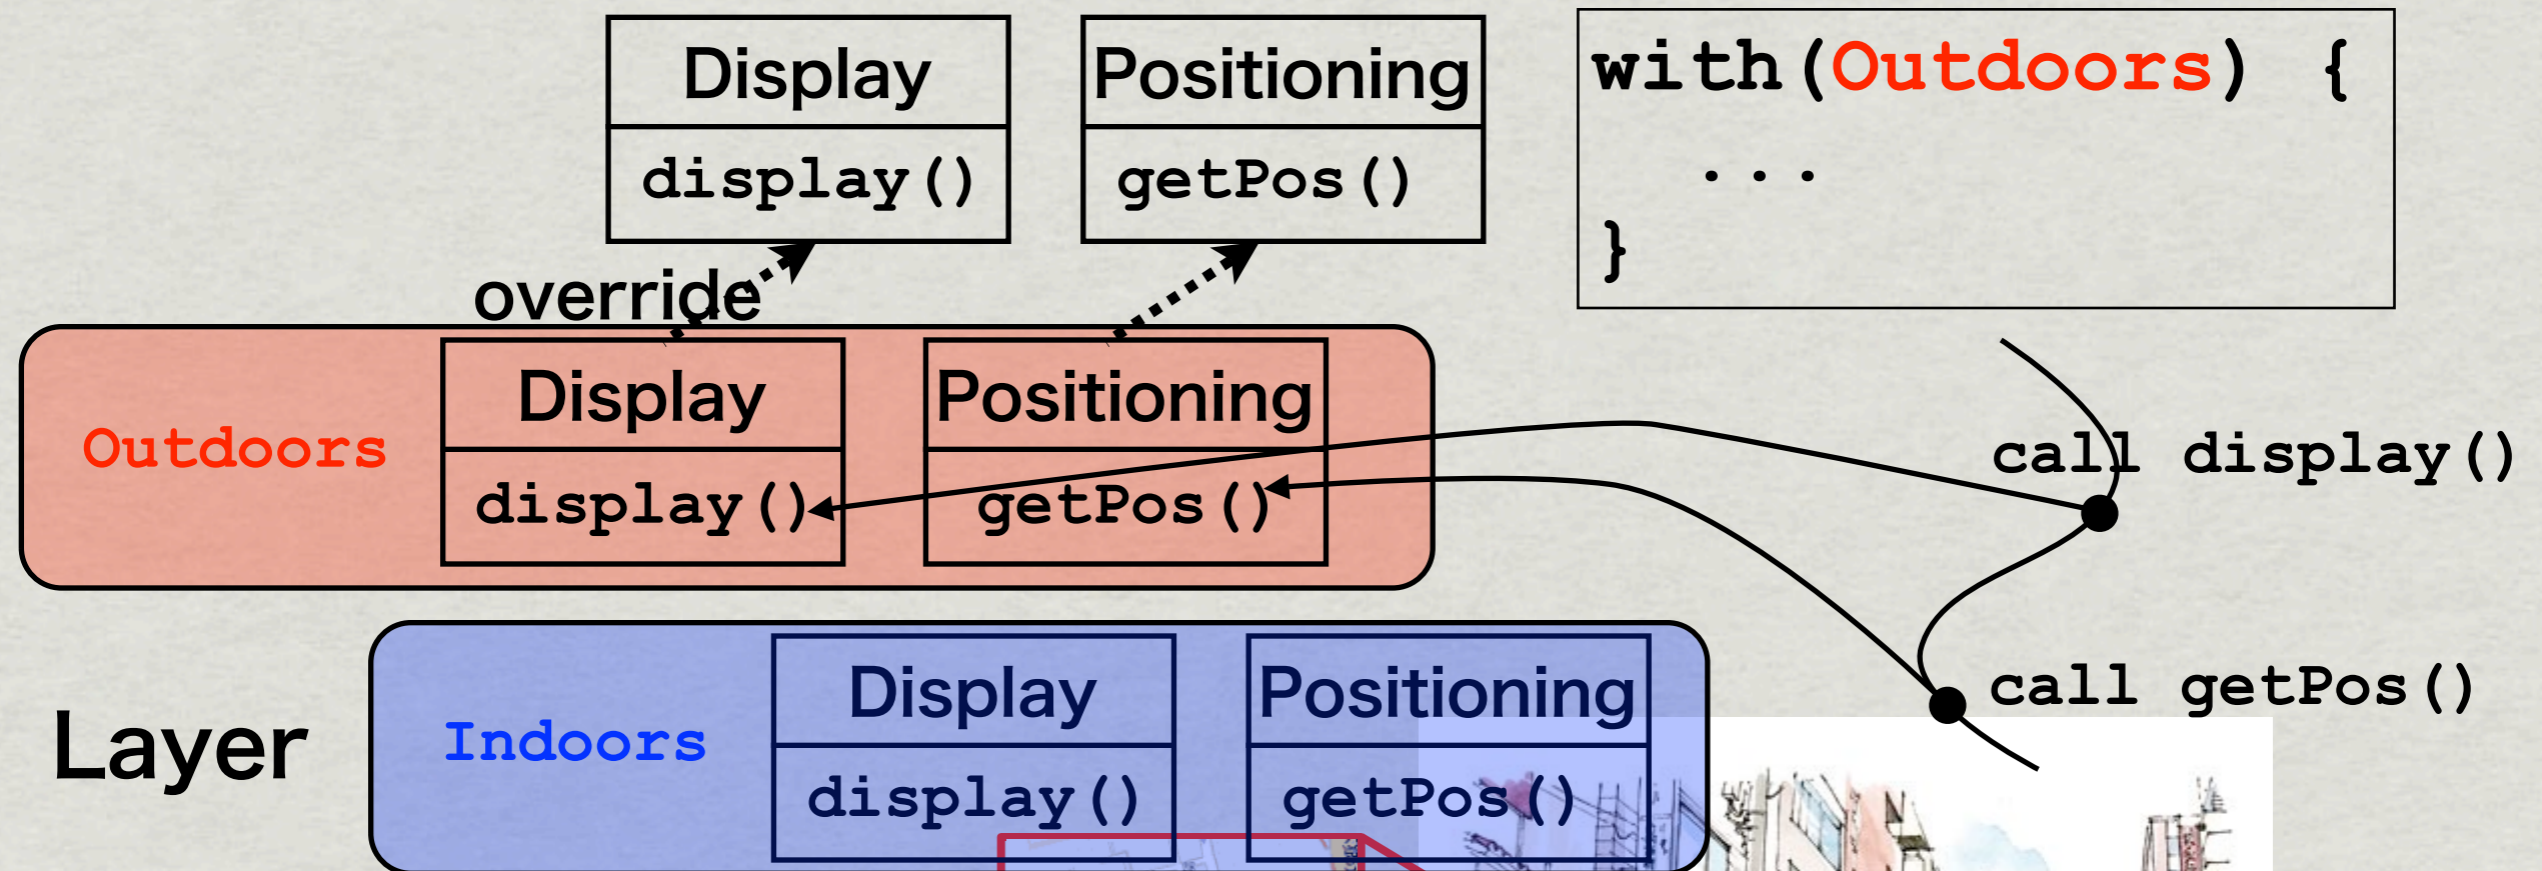 Display
display()
Positioning
getPos()
with(Outdoors) {
...
}
override
Outdoors
Display
display()
Positioning
getPos()
call display()
call getPos()
Layer
Indoors
Display
display()
Positioning
getPos()